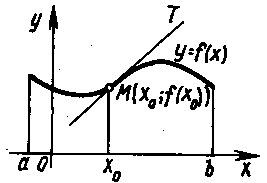 y
T
y=f(x)
M(x₀; f(x₀))
a
0
x₀
b
x